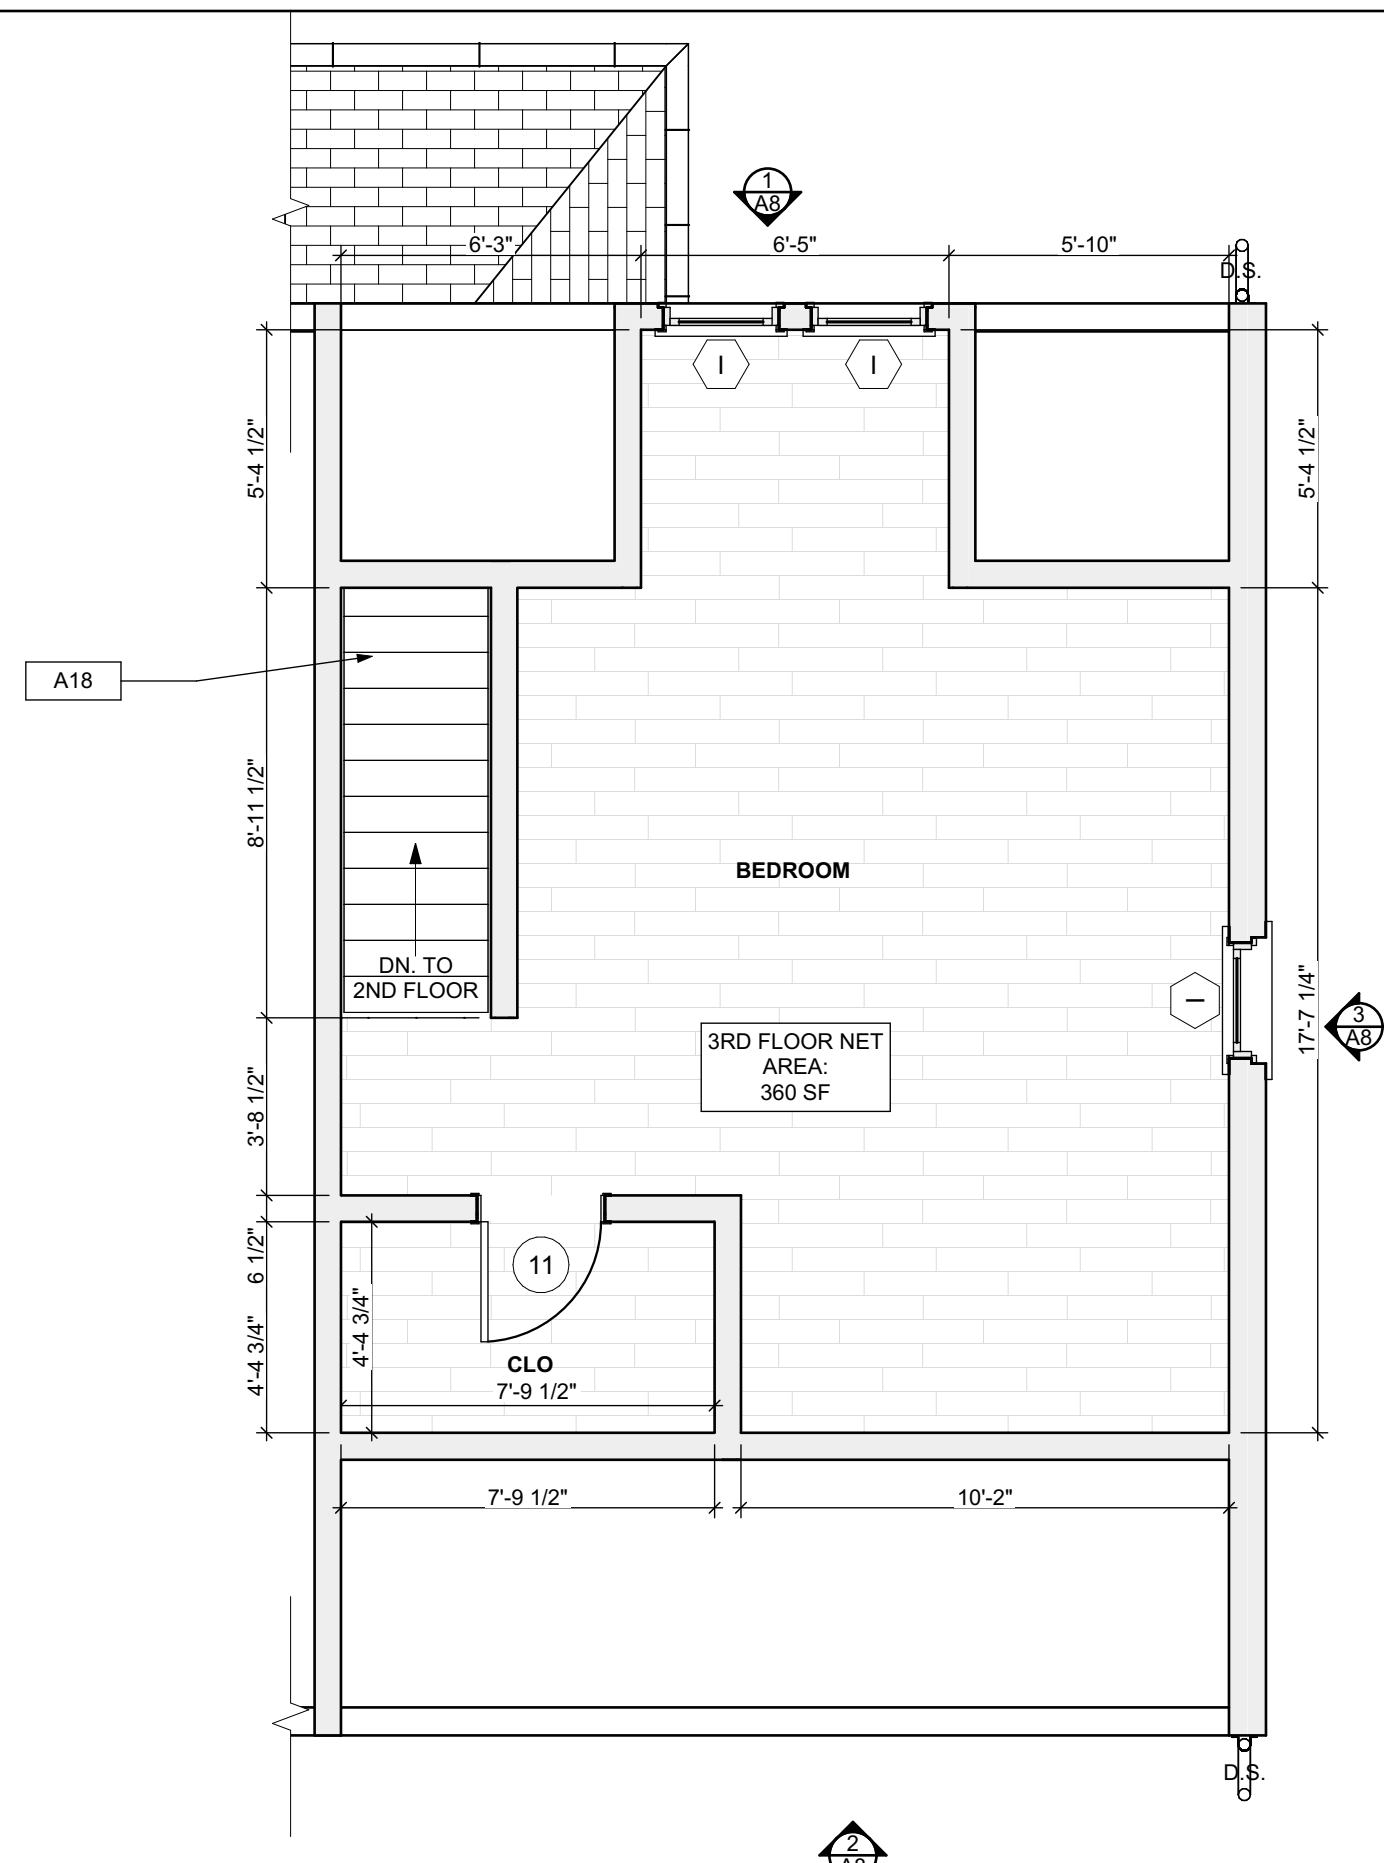 1
A8
6'-3"
6'-5"
5'-10"
D.S.
I
I
5'-4 1/2"
5'-4 1/2"
A18
8'-11 1/2"
BEDROOM
DN. TO
2ND FLOOR
I
17'-7 1/4"
3
A8
3RD FLOOR NET
AREA:
360 SF
3'-8 1/2"
6 1/2"
11
4'-4 3/4"
4'-4 3/4"
CLO
7'-9 1/2"
7'-9 1/2"
10'-2"
D.S.
2